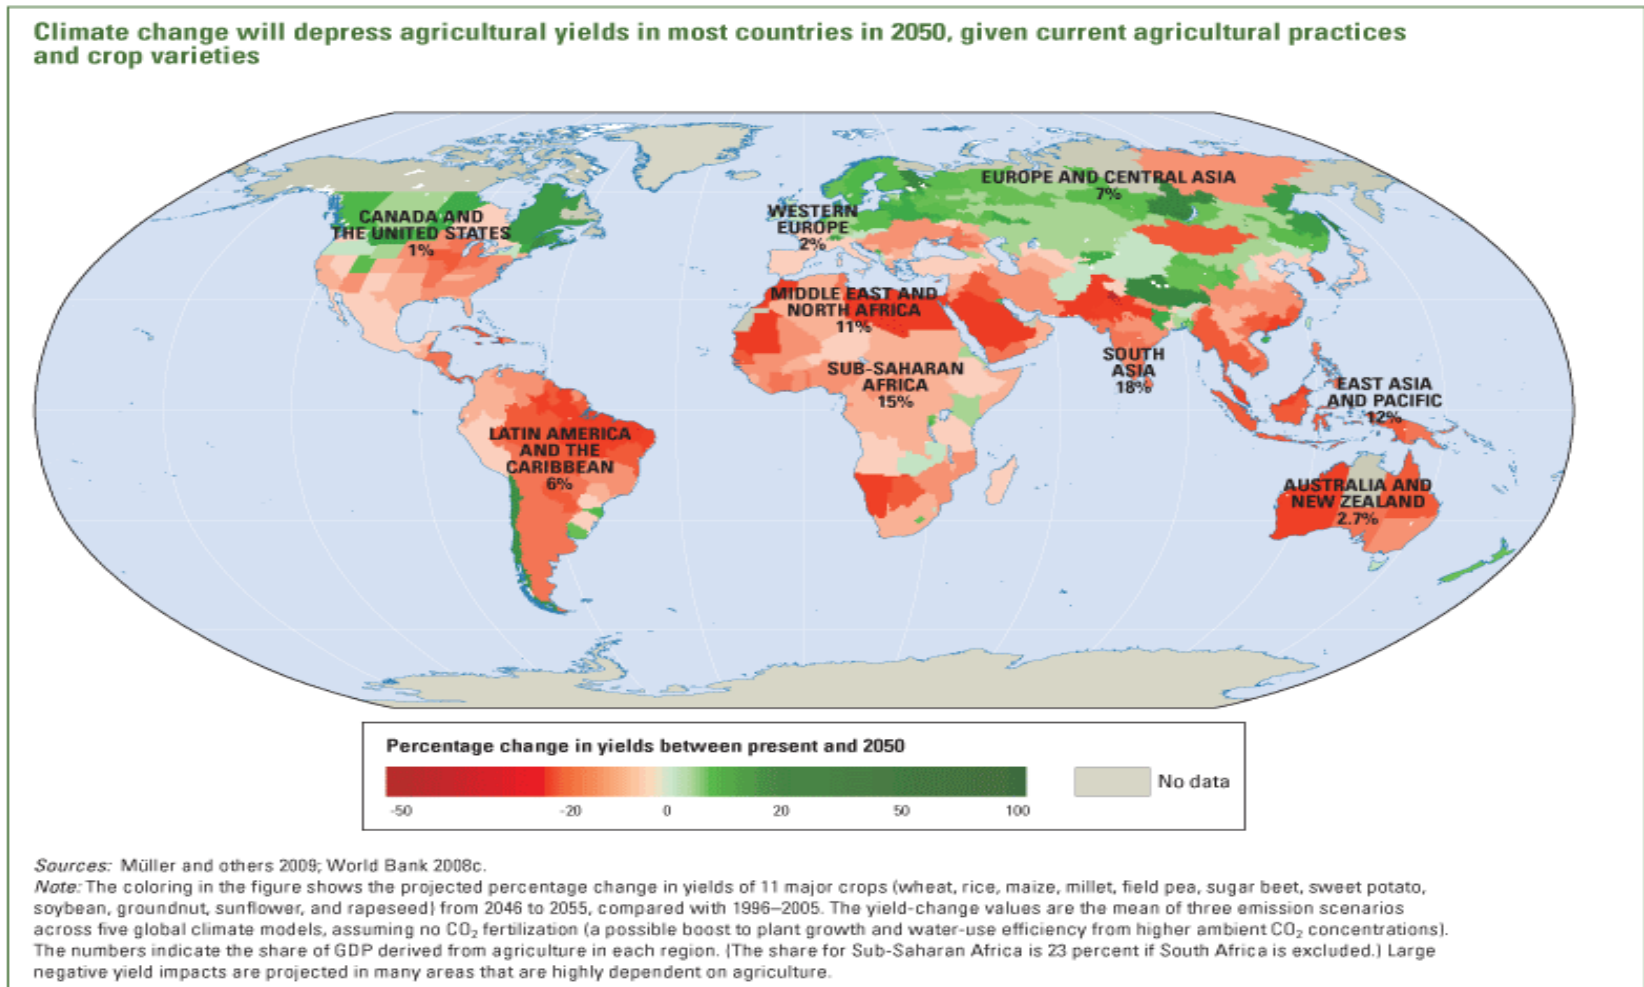 Climate change will depress agricultural yields in most countries in 2050, given current agricultural practices
and crop varieties
EUROPE AND CENTRAL ASIA
7%
CANADA AND
THE UNITED STATES
1%
WESTERN
EUROPE
2%
MIDDLE EAST AND
NORTH AFRICA
11%
SUB-SAHARAN
AFRICA
15%
SOUTH
ASIA
18%
EAST ASIA
AND PACIFIC
12%
LATIN AMERICA
AND THE
CARIBBEAN
6%
AUSTRALIA AND
NEW ZEALAND
2.7%
Percentage change in yields between present and 2050
-50 -20 0 20 50 100
No data
Sources: Müller and others 2009; World Bank 2008c.
Note: The coloring in the figure shows the projected percentage change in yields of 11 major crops (wheat, rice, maize, millet, field pea, sugar beet, sweet potato,
soybean, groundnut, sunflower, and rapeseed) from 2046 to 2055, compared with 1996–2005. The yield-change values are the mean of three emission scenarios
across five global climate models, assuming no CO₂ fertilization (a possible boost to plant growth and water-use efficiency from higher ambient CO₂ concentrations).
The numbers indicate the share of GDP derived from agriculture in each region. (The share for Sub-Saharan Africa is 23 percent if South Africa is excluded.) Large
negative yield impacts are projected in many areas that are highly dependent on agriculture.